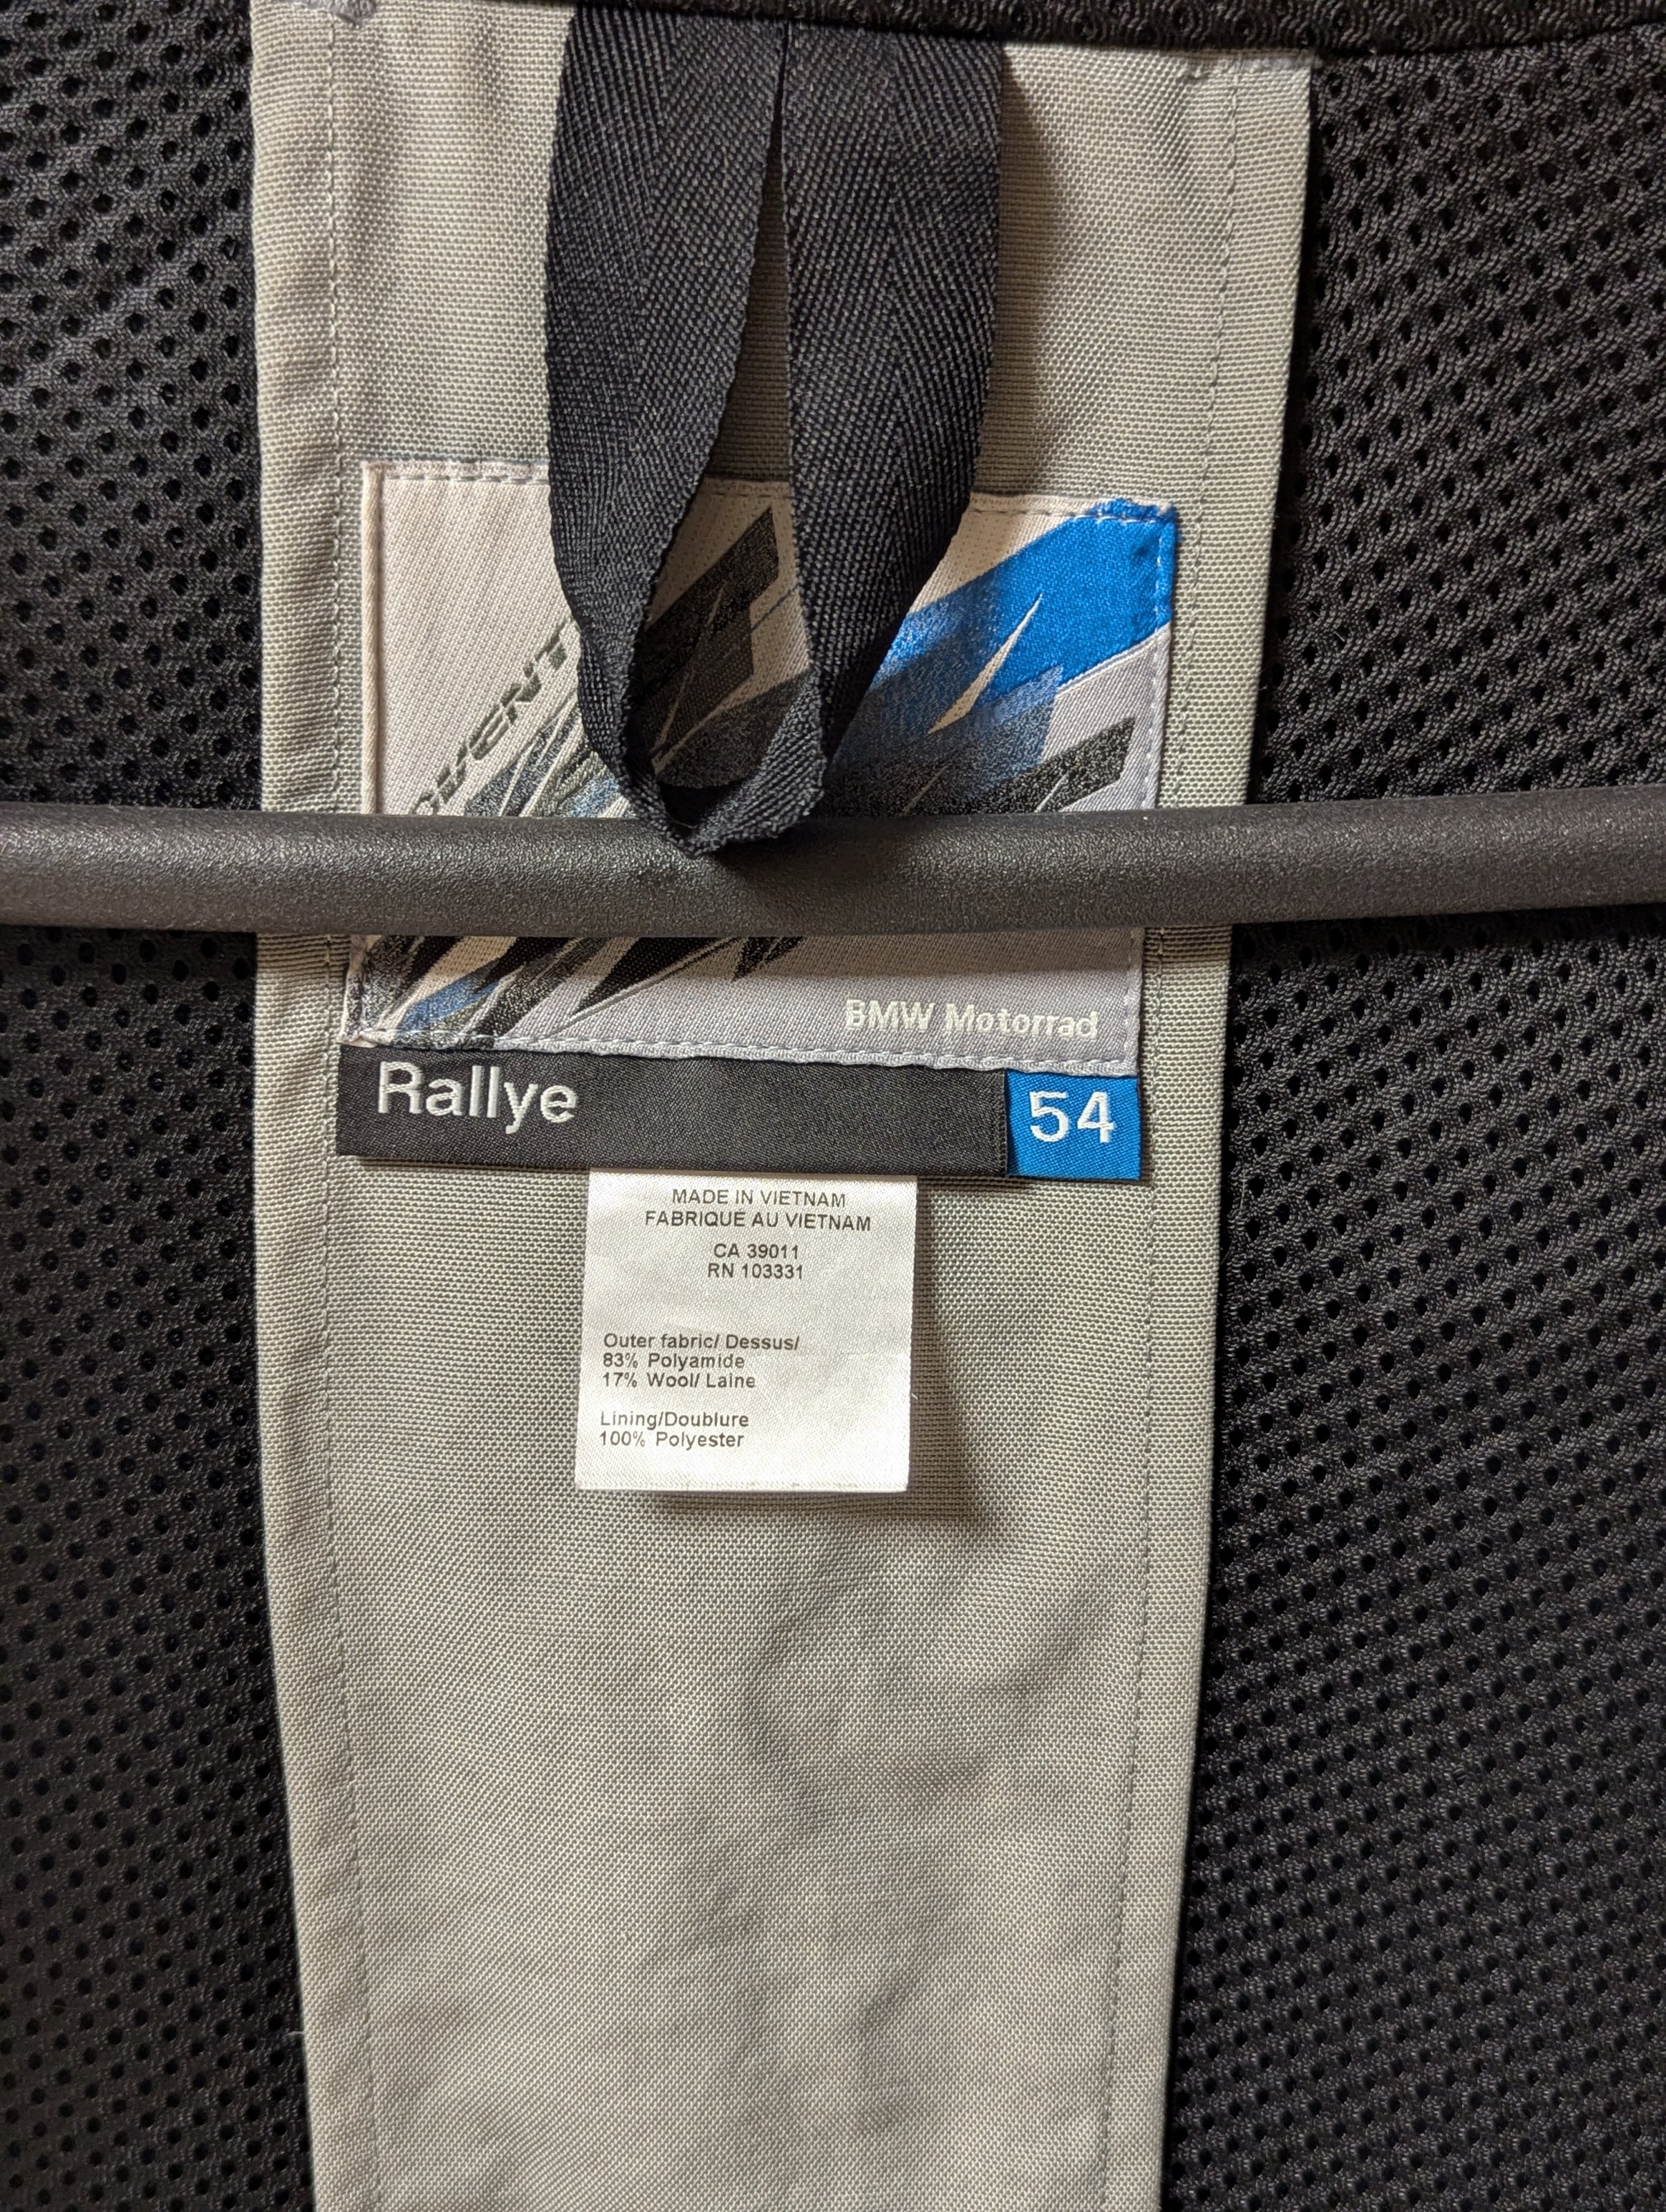 BMW Motorrad
Rallye
54
MADE IN VIETNAM
FABRIQUE AU VIETNAM
CA 39011
RN 103331
Outer fabric/ Dessus/
83% Polyamide
17% Wool/ Laine
Lining/Doublure
100% Polyester